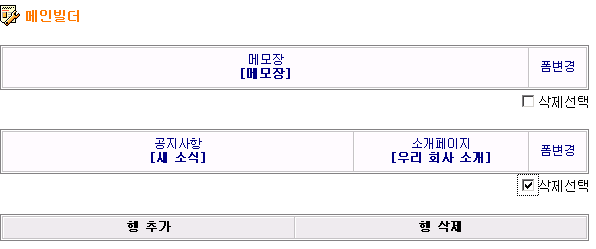 메인빌더
메모장
[메모장]
폼변경
삭제선택
공지사항
[새 소식]
소개페이지
[우리 회사 소개]
폼변경
삭제선택
행 추가
행 삭제